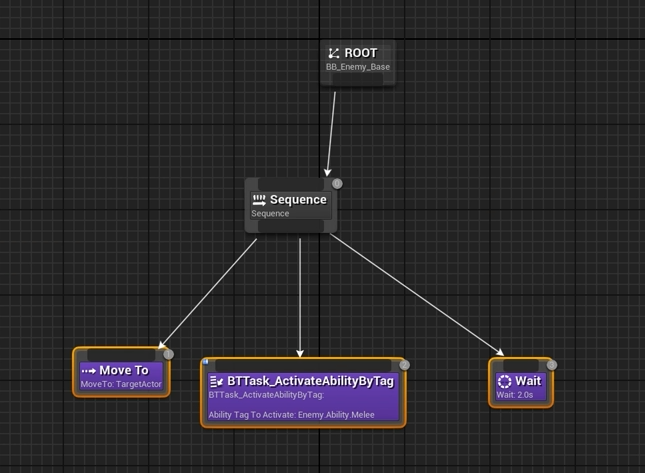 ROOT
BB_Enemy_Base
Sequence
Sequence
Move To
MoveTo: TargetActor
BTTask_ActivateAbilityByTag
BTTask_ActivateAbilityByTag:
Ability Tag To Activate: Enemy.Ability.Melee
Wait
Wait: 2.0s